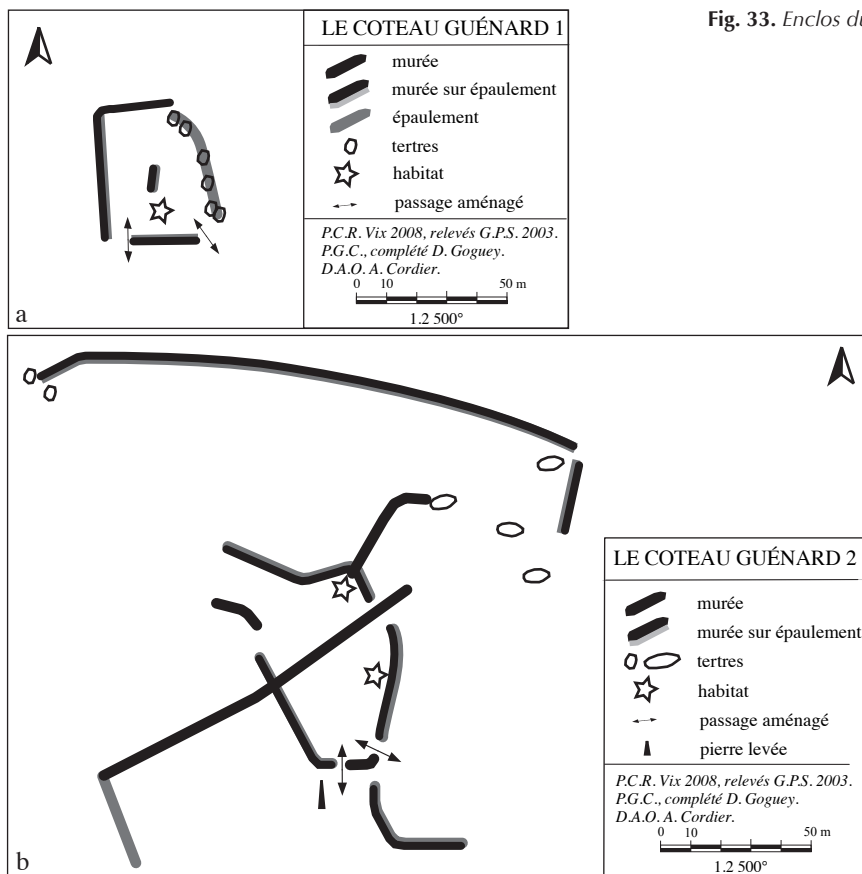 Fig. 33. Enclos du
LE COTEAU GUÉNARD 1
murée
murée sur épaulement
épaulement
tertres
habitat
passage aménagé
P.C.R. Vix 2008, relevés G.P.S. 2003.
P.G.C., complété D. Goguey.
D.A.O. A. Cordier.
0 10 50 m
1.2 500°
a
LE COTEAU GUÉNARD 2
murée
murée sur épaulement
tertres
habitat
passage aménagé
pierre levée
P.C.R. Vix 2008, relevés G.P.S. 2003.
P.G.C., complété D. Goguey.
D.A.O. A. Cordier.
0 10 50 m
1.2 500°
b